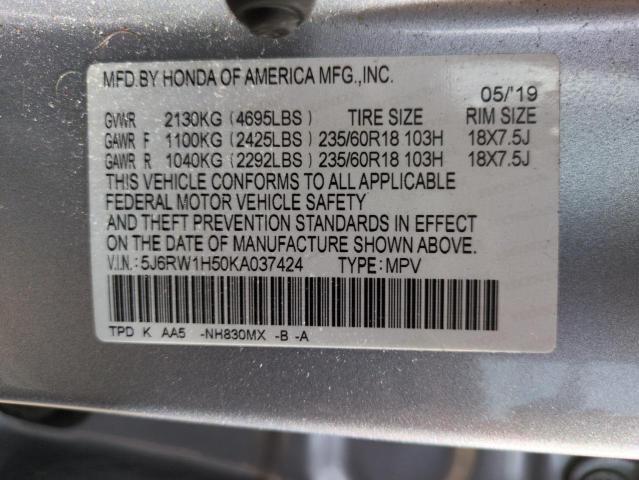 MFD.BY HONDA OF AMERICA MFG.,INC.
05/'19
GVWR 2130KG (4695LBS) TIRE SIZE RIM SIZE
GAWR F 1100KG (2425LBS) 235/60R18 103H 18X7.5J
GAWR R 1040KG (2292LBS) 235/60R18 103H 18X7.5J
THIS VEHICLE CONFORMS TO ALL APPLICABLE
FEDERAL MOTOR VEHICLE SAFETY
AND THEFT PREVENTION STANDARDS IN EFFECT
ON THE DATE OF MANUFACTURE SHOWN ABOVE.
V.I.N.: 5J6RW1H50KA037424 TYPE: MPV
TPD K AA5 -NH830MX -B -A